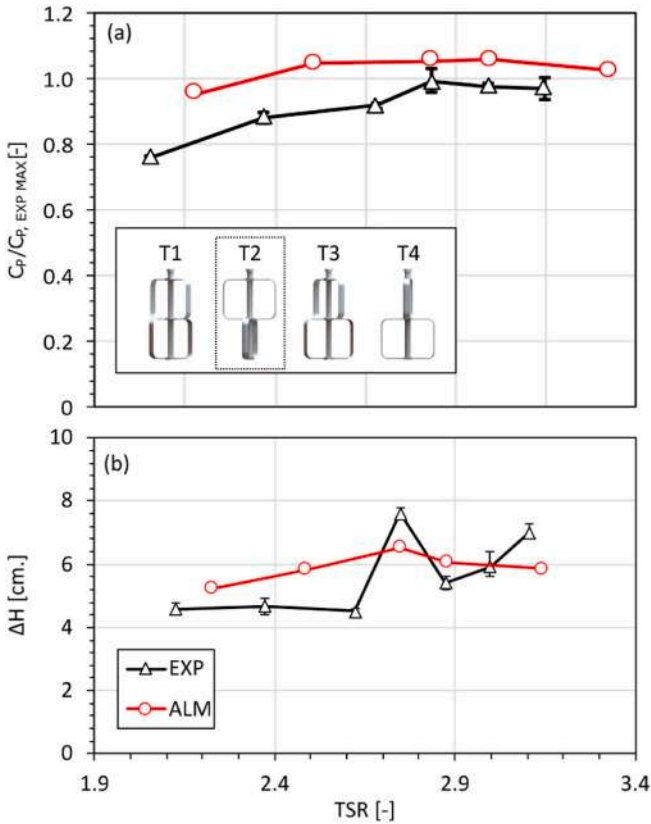 (a)
1.2
1.0
0.8
0.6
0.4
0.2
0
C_P/C_P, EXP MAX [-]
T1 T2 T3 T4
(b)
10
8
6
4
2
0
ΔH [cm.]
EXP
ALM
1.9 2.4 2.9 3.4
TSR [-]